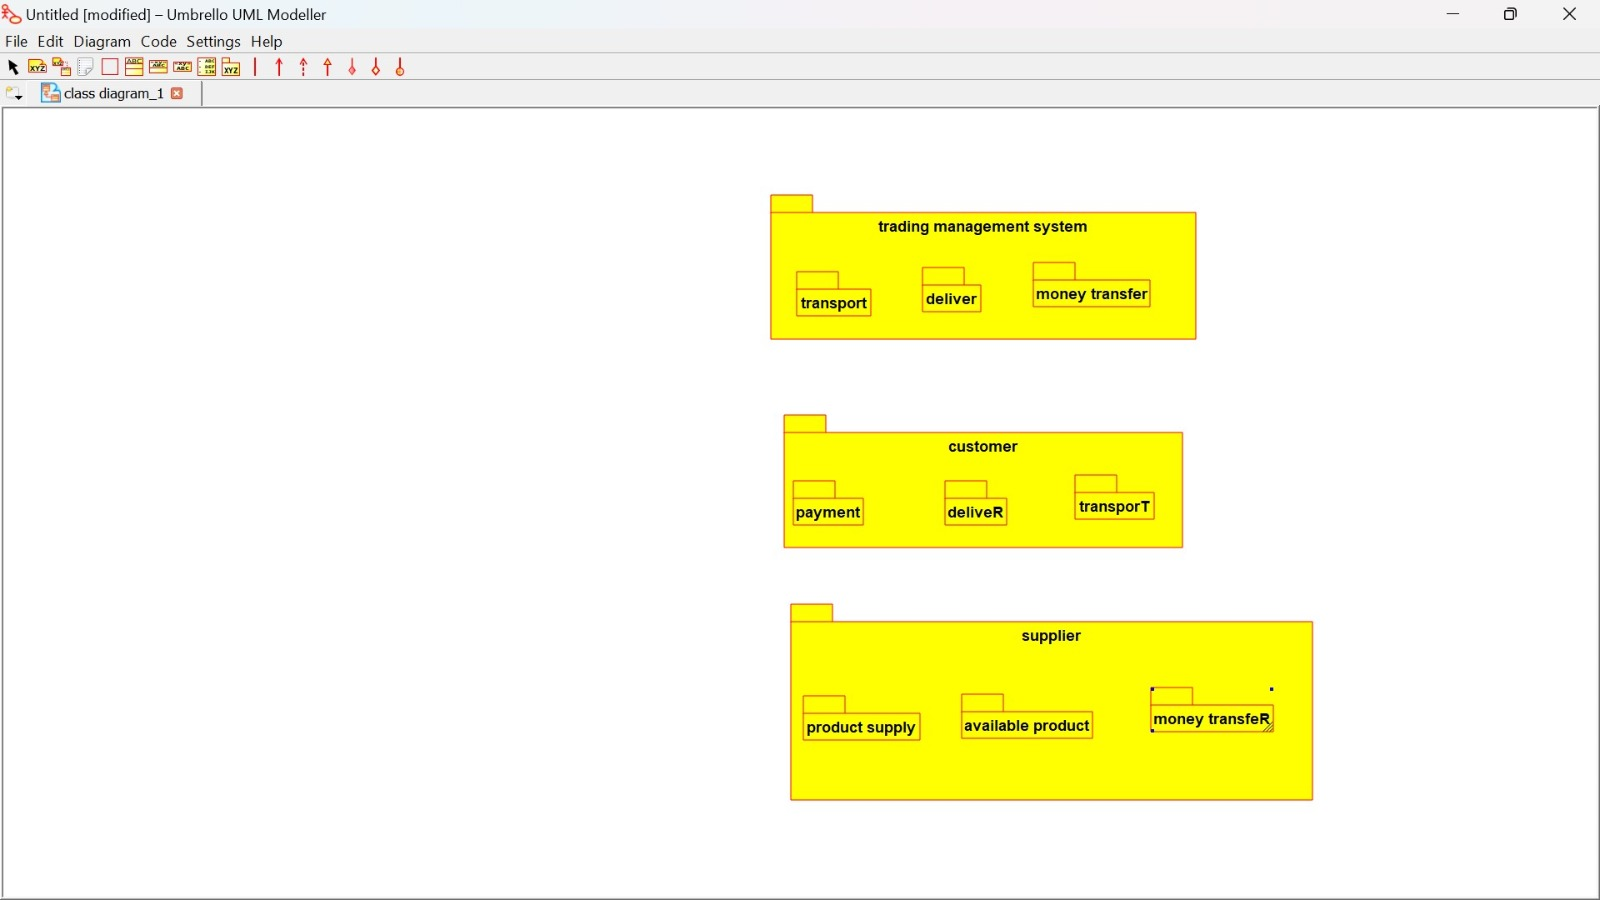 Untitled [modified] – Umbrello UML Modeller
File Edit Diagram Code Settings Help
class diagram_1
trading management system
transport
deliver
money transfer
customer
payment
deliveR
transporT
supplier
product supply
available product
money transfeR